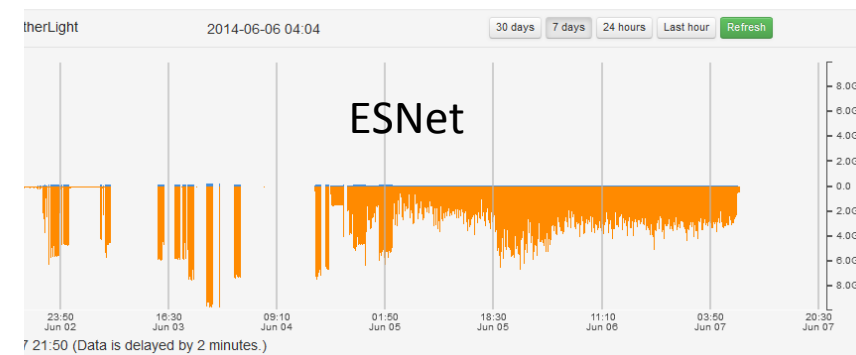 therLight 2014-06-06 04:04 30 days 7 days 24 hours Last hour Refresh
ESNet
8.0G
6.0G
4.0G
2.0G
0.0
2.0G
4.0G
6.0G
8.0G
23:50 16:30 09:10 01:50 18:30 11:10 03:50 20:30
Jun 02 Jun 03 Jun 04 Jun 05 Jun 05 Jun 06 Jun 07 Jun 07
7 21:50 (Data is delayed by 2 minutes.)